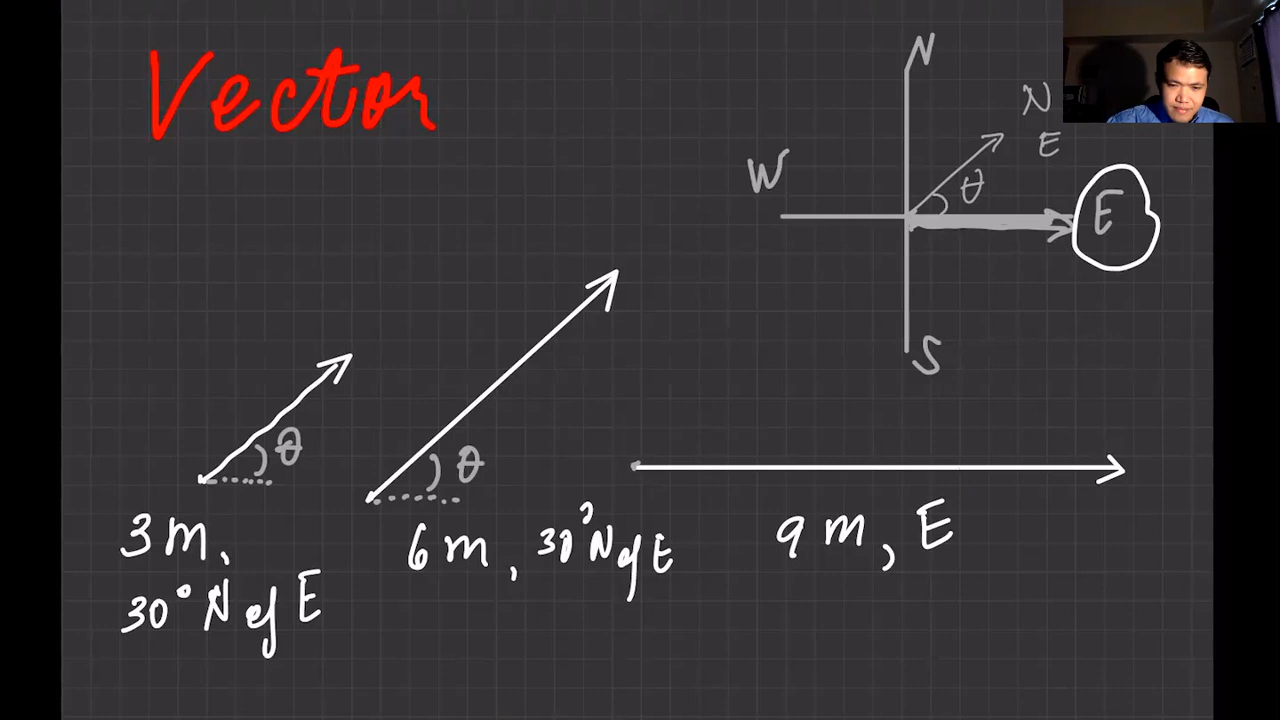 Vector
N
N
E
W
θ
E
S
θ
θ
3 m,
30° N of E
6 m, 30° N of E
9 m, E